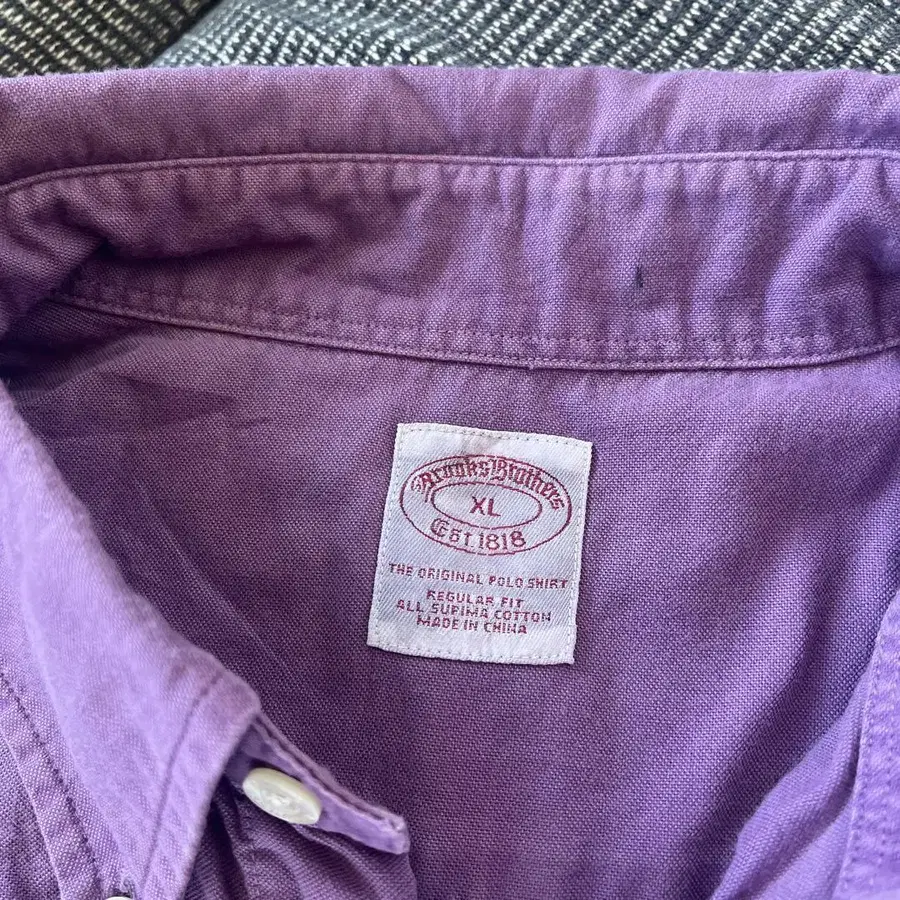 Brooks Brothers
XL
Est 1818
THE ORIGINAL POLO SHIRT
REGULAR FIT
ALL SUPIMA COTTON
MADE IN CHINA